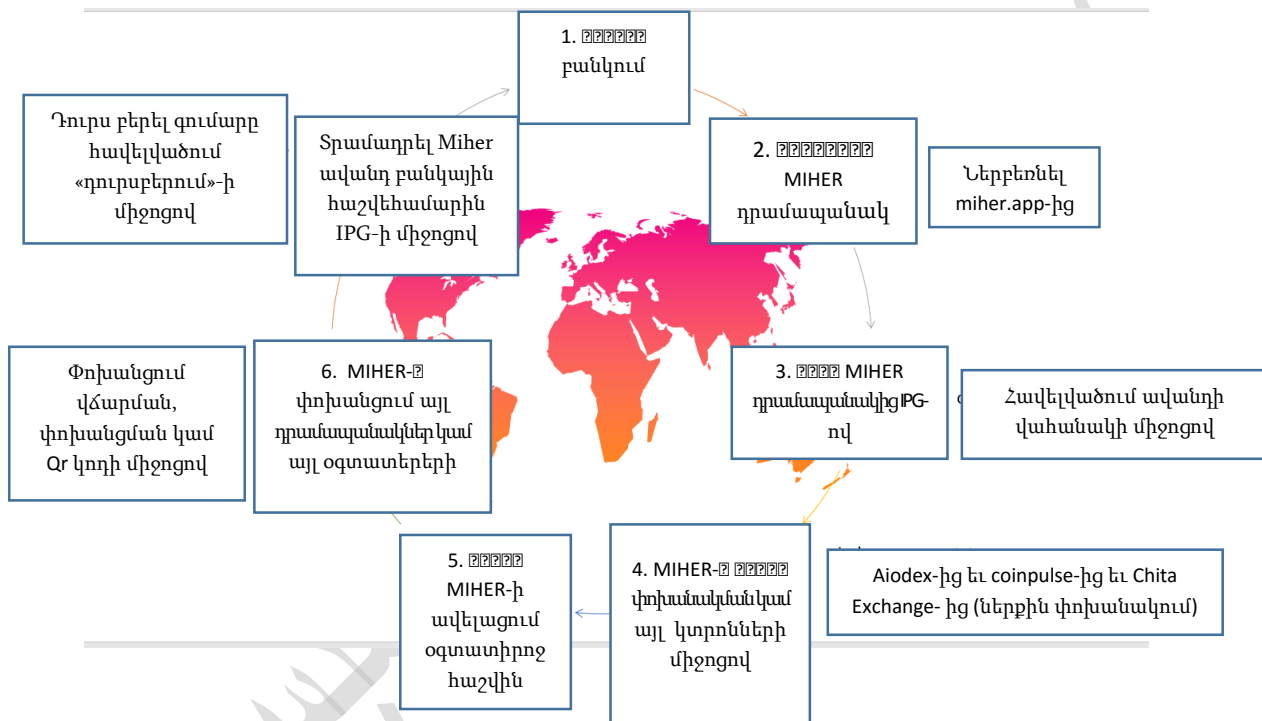 1.
բանկում
Դուրս բերել գումարը
հավելվածում
«դուրսբերում»-ի
միջոցով
Տրամադրել Miher
ավանդ բանկային
հաշվեհամարին
IPG-ի միջոցով
2.
MIHER
դրամապանակ
Ներբեռնել
miher.app-ից
Փոխանցում
վճարման,
փոխանցման կամ
Qr կոդի միջոցով
6. MIHER-
փոխանցում այլ
դրամապանակներ կամ
այլ օգտատերերի
3. MIHER
դրամապանակից IPG-
ով
Հավելվածում ավանդի
վահանակի միջոցով
5.
MIHER-ի
ավելացում
օգտատիրոջ
հաշվին
4. MIHER-
փոխանակման կամ
այլ կտրոնների
միջոցով
Aiodex-ից եւ coinpulse-ից եւ Chita
Exchange- ից (ներքին փոխանակում)